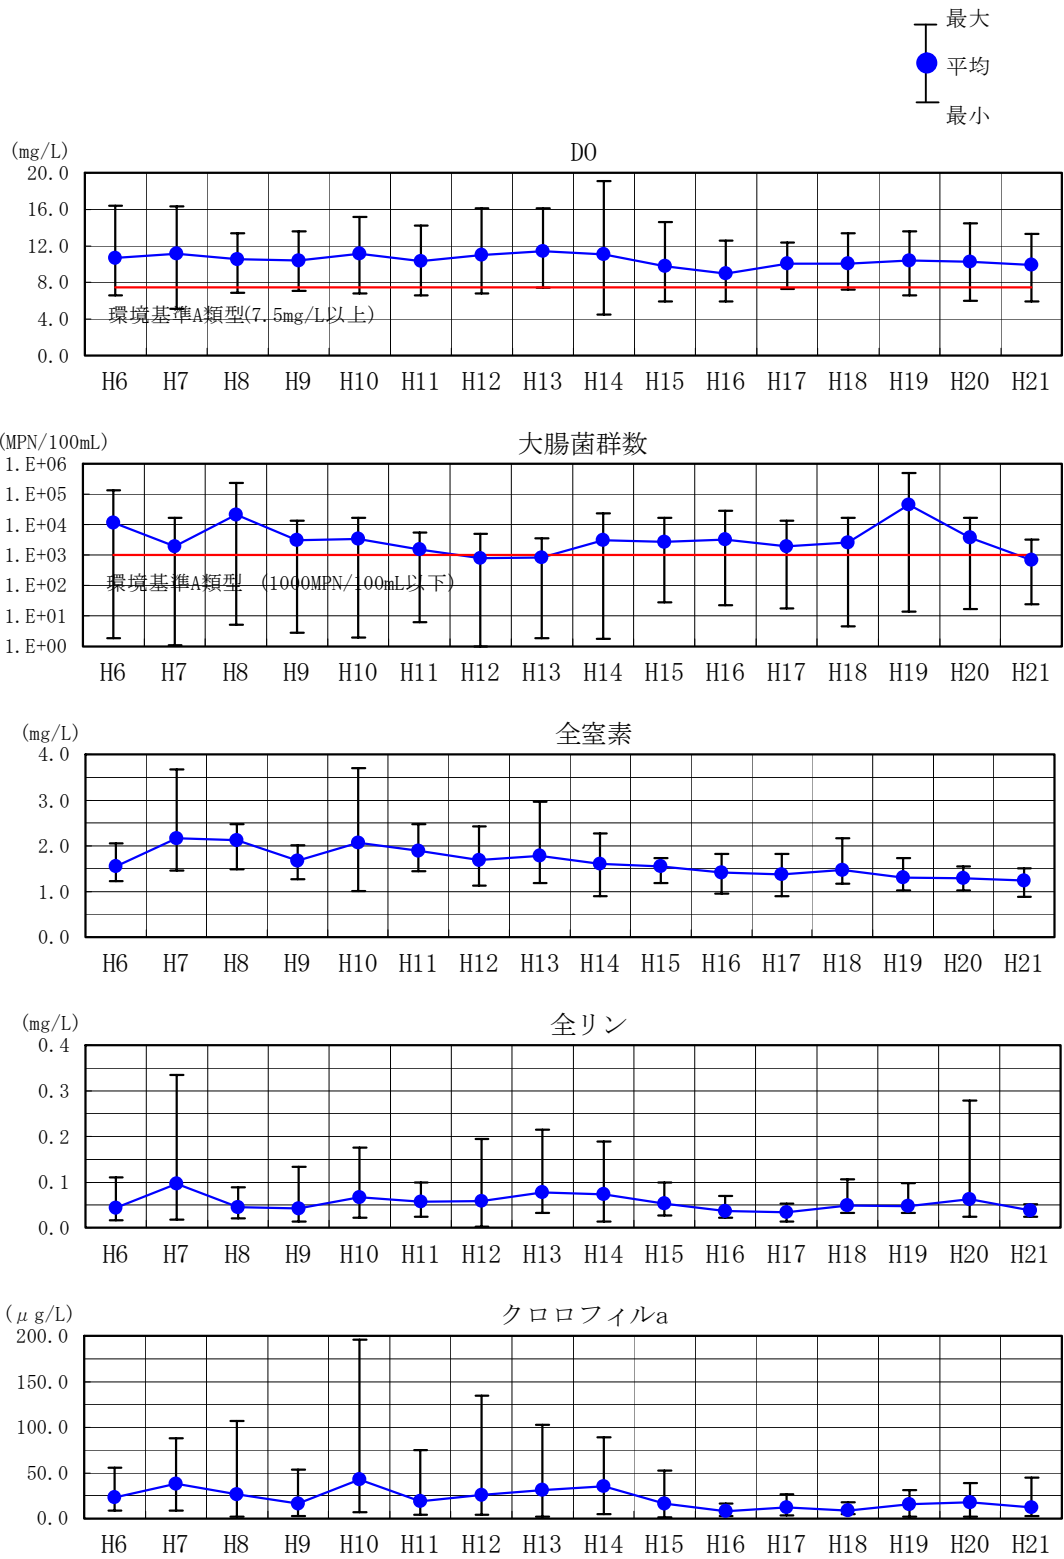 最大
平均
最小
(mg/L)
DO
20.0
16.0
12.0
8.0
4.0
0.0
環境基準A類型(7.5mg/L以上)
H6 H7 H8 H9 H10 H11 H12 H13 H14 H15 H16 H17 H18 H19 H20 H21
(MPN/100mL)
大腸菌群数
1.E+06
1.E+05
1.E+04
1.E+03
1.E+02
1.E+01
1.E+00
環境基準A類型 (1000MPN/100mL以下)
H6 H7 H8 H9 H10 H11 H12 H13 H14 H15 H16 H17 H18 H19 H20 H21
(mg/L)
全窒素
4.0
3.0
2.0
1.0
0.0
H6 H7 H8 H9 H10 H11 H12 H13 H14 H15 H16 H17 H18 H19 H20 H21
(mg/L)
全リン
0.4
0.3
0.2
0.1
0.0
H6 H7 H8 H9 H10 H11 H12 H13 H14 H15 H16 H17 H18 H19 H20 H21
(μg/L)
クロロフィルa
200.0
150.0
100.0
50.0
0.0
H6 H7 H8 H9 H10 H11 H12 H13 H14 H15 H16 H17 H18 H19 H20 H21